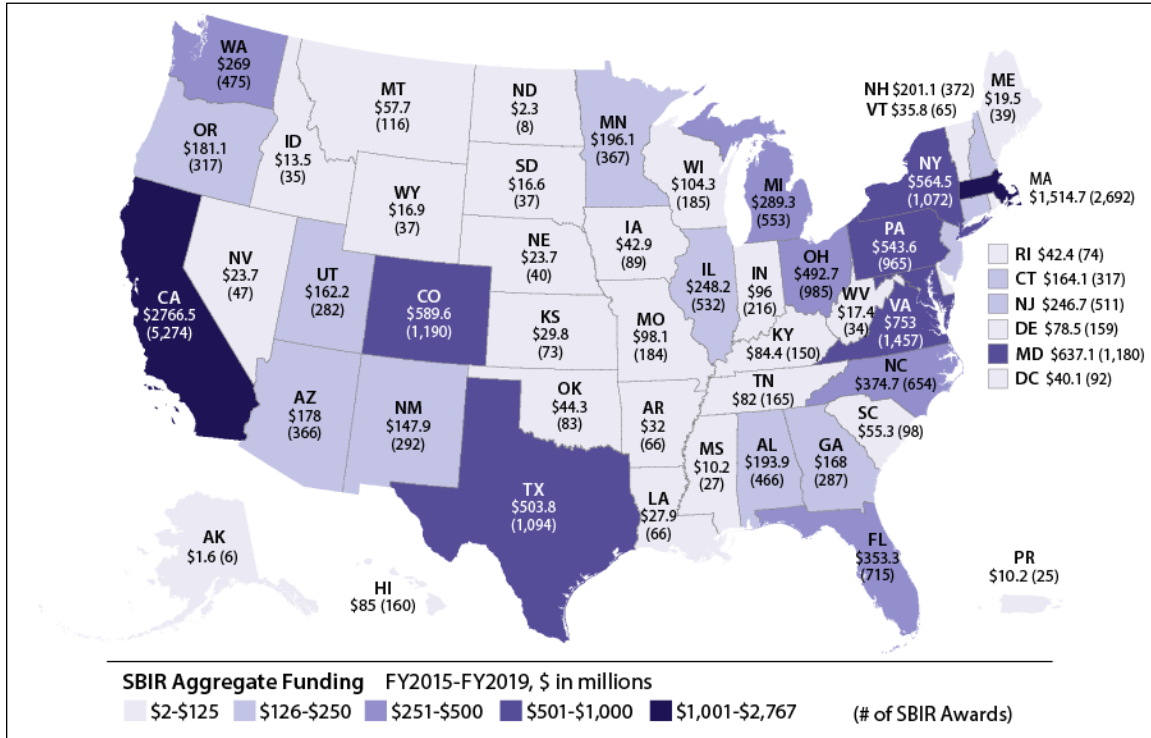 WA
$269
(475)
MT
$57.7
(116)
ND
$2.3
(8)
MN
$196.1
(367)
NH $201.1 (372)
VT $35.8 (65)
ME
$19.5
(39)
OR
$181.1
(317)
ID
$13.5
(35)
SD
$16.6
(37)
WI
$104.3
(185)
MI
$289.3
(553)
NY
$564.5
(1,072)
MA
$1,514.7 (2,692)
WY
$16.9
(37)
NE
$23.7
(40)
IA
$42.9
(89)
PA
$543.6
(965)
NV
$23.7
(47)
UT
$162.2
(282)
CO
$589.6
(1,190)
IL
$248.2
(532)
IN
$96
(216)
OH
$492.7
(985)
WV
$17.4
(34)
VA
$753
(1,457)
RI $42.4 (74)
CT $164.1 (317)
NJ $246.7 (511)
DE $78.5 (159)
MD $637.1 (1,180)
DC $40.1 (92)
CA
$2766.5
(5,274)
KS
$29.8
(73)
MO
$98.1
(184)
KY
$84.4 (150)
NC
$374.7 (654)
TN
$82 (165)
AZ
$178
(366)
NM
$147.9
(292)
OK
$44.3
(83)
AR
$32
(66)
SC
$55.3 (98)
MS
$10.2
(27)
AL
$193.9
(466)
GA
$168
(287)
TX
$503.8
(1,094)
LA
$27.9
(66)
FL
$353.3
(715)
AK
$1.6 (6)
HI
$85 (160)
PR
$10.2 (25)
SBIR Aggregate Funding FY2015-FY2019, $ in millions
$2-$125 $126-$250 $251-$500 $501-$1,000 $1,001-$2,767 (# of SBIR Awards)